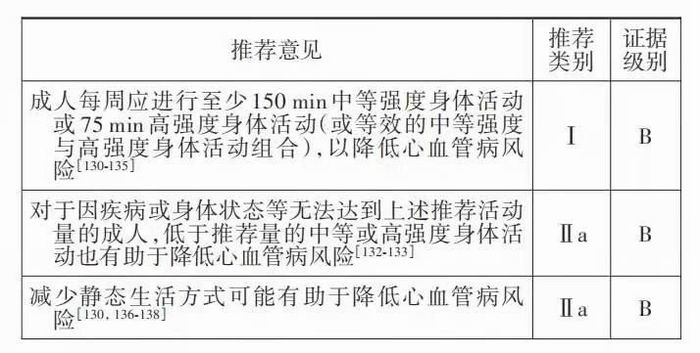 推荐意见
推荐
类别
证据
级别
成人每周应进行至少150 min中等强度身体活动
或75 min高强度身体活动(或等效的中等强度
与高强度身体活动组合),以降低心血管病风
险[130-135]
Ⅰ
B
对于因疾病或身体状态等无法达到上述推荐活动
量的成人,低于推荐量的中等或高强度身体活
动也有助于降低心血管病风险[132-133]
Ⅱa
B
减少静态生活方式可能有助于降低心血管病风
险[130, 136-138]
Ⅱa
B